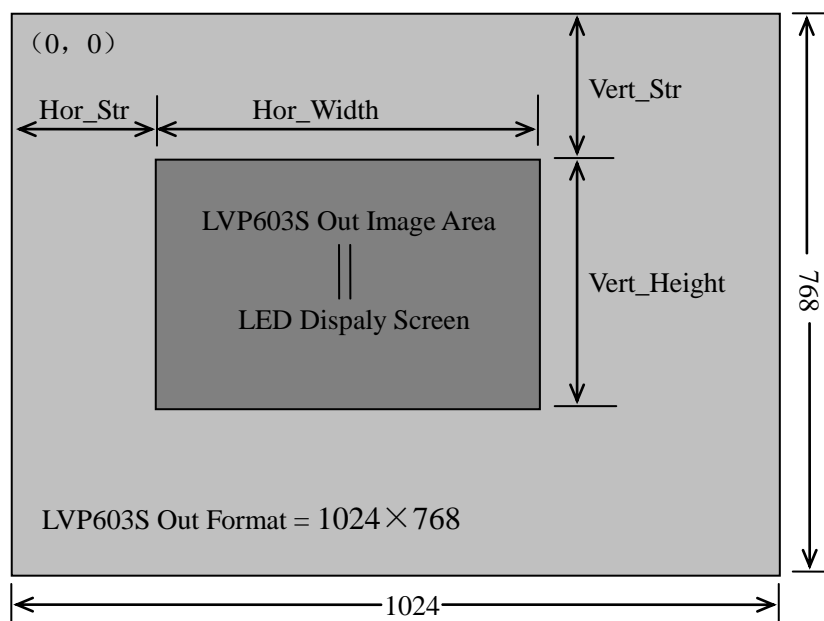 （0，0）
Vert_Str
Hor_Str
Hor_Width
LVP603S Out Image Area
LED Dispaly Screen
Vert_Height
768
LVP603S Out Format = 1024×768
1024